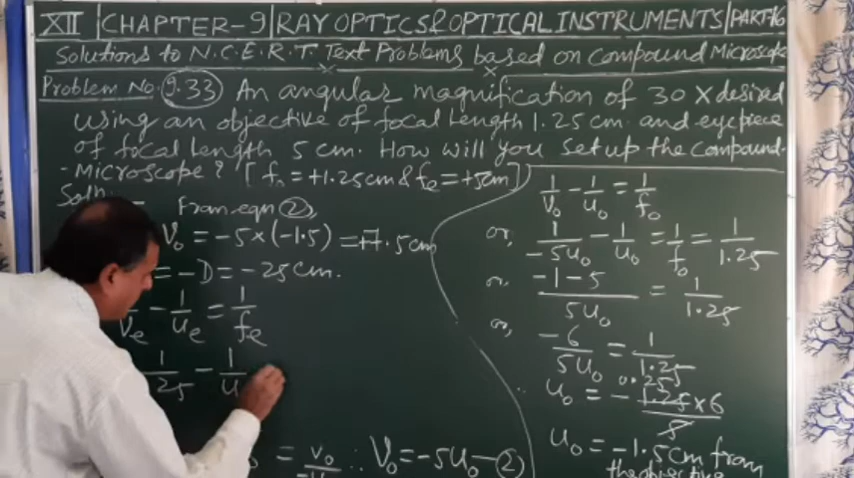 XII | CHAPTER-9 | RAY OPTICS & OPTICAL INSTRUMENTS | PART-16
Solutions to N.C.E.R.T. Text Problems based on Compound Microscope
Problem No. 9.33 An angular magnification of 30X desired
using an objective of focal length 1.25 cm and eyepiece
of focal length 5 cm. How will you set up the compound-
-Microscope? [f₀ = +1.25cm & fe = +5cm]
Soln:-
From eqn (2),
V₀ = -5×(-1.5) = +7.5cm
= -D = -25cm.
1/Ve - 1/ue = 1/fe
1/25 - 1/u
= V₀/-u ∴ V₀ = -5u₀ — (2)
1/V₀ - 1/u₀ = 1/f₀
or, 1/-5u₀ - 1/u₀ = 1/f₀ = 1/1.25
or, -1-5/5u₀ = 1/1.25
or, -6/5u₀ = 1/1.25
0.25
u₀ = - 1.25×6/5
u₀ = -1.5cm from
the objective